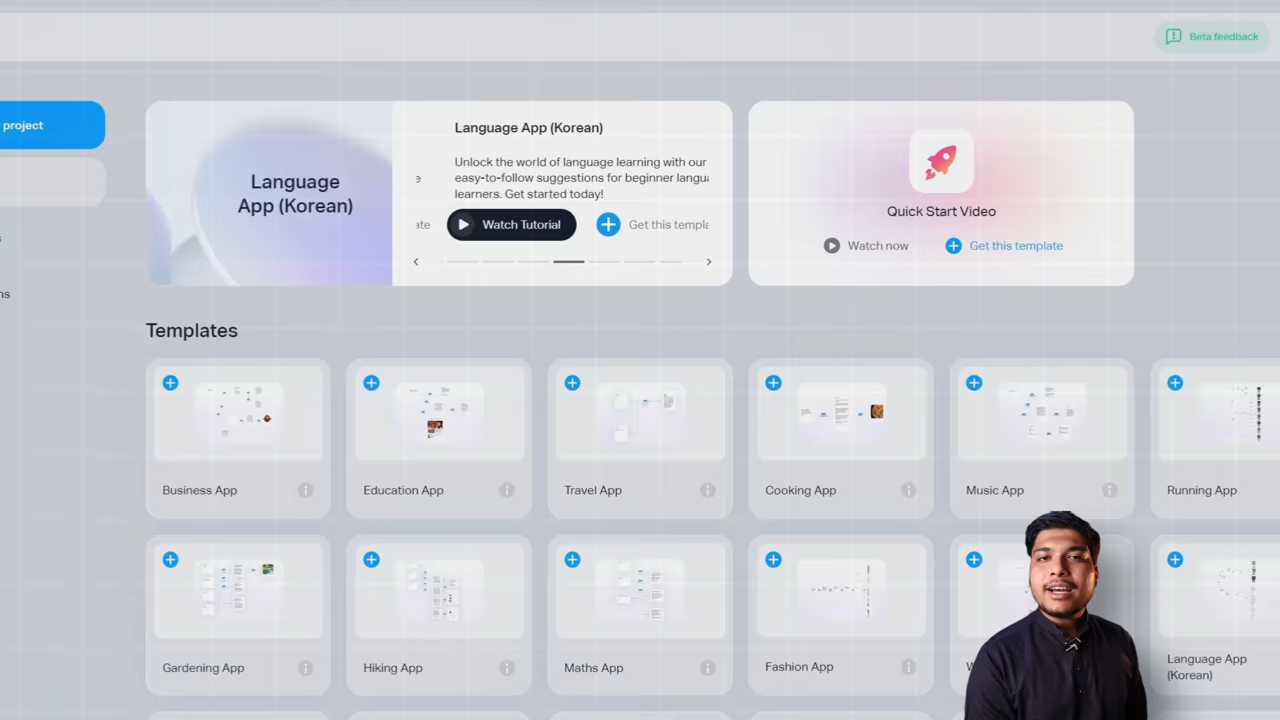 Beta feedback
project
s
ns
Language
App (Korean)
Language App (Korean)
Unlock the world of language learning with our
easy-to-follow suggestions for beginner langu
learners. Get started today!
e
ate
Watch Tutorial
Get this templa
Quick Start Video
Watch now
Get this template
Templates
Business App
Education App
Travel App
Cooking App
Music App
Running App
Gardening App
Hiking App
Maths App
Fashion App
W
Language App
(Korean)